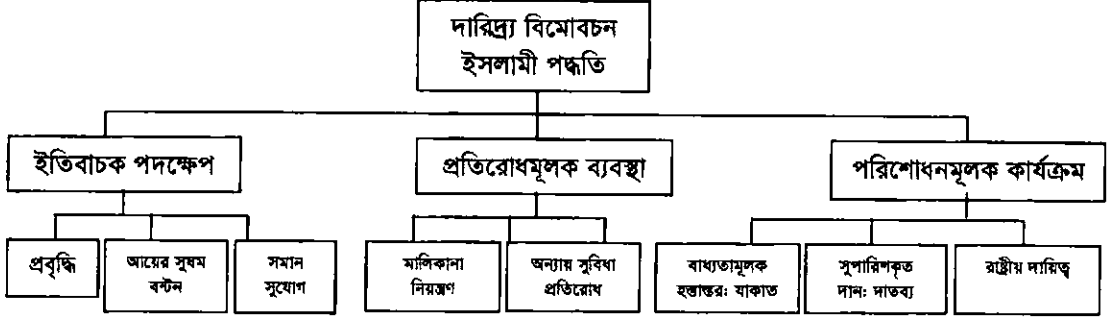 দারিদ্র্য বিমোবচন
ইসলামী পদ্ধতি
ইতিবাচক পদক্ষেপ
প্রতিরোধমূলক ব্যবস্থা
পরিশোধনমূলক কার্যক্রম
প্রবৃদ্ধি
আয়ের সুষম
বন্টন
সমান
সুযোগ
মালিকানা
নিয়ন্ত্রণ
অন্যায় সুবিধা
প্রতিরোধ
বাধ্যতামূলক
হস্তান্তর: যাকাত
সুপারিশকৃত
দান: দাতব্য
রাষ্ট্রীয় দায়িত্ব